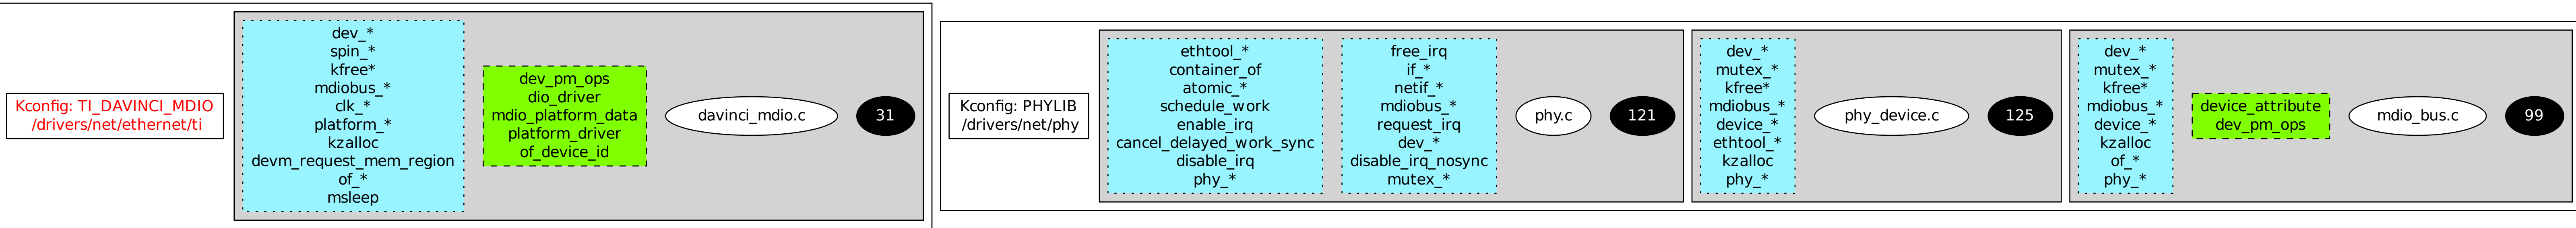 Kconfig: TI_DAVINCI_MDIO
/drivers/net/ethernet/ti
dev_*
spin_*
kfree*
mdiobus_*
clk_*
platform_*
kzalloc
devm_request_mem_region
of_*
msleep
dev_pm_ops
dio_driver
mdio_platform_data
platform_driver
of_device_id
davinci_mdio.c
31
Kconfig: PHYLIB
/drivers/net/phy
ethtool_*
container_of
atomic_*
schedule_work
enable_irq
cancel_delayed_work_sync
disable_irq
phy_*
free_irq
if_*
netif_*
mdiobus_*
request_irq
dev_*
disable_irq_nosync
mutex_*
phy.c
121
dev_*
mutex_*
kfree*
mdiobus_*
device_*
ethtool_*
kzalloc
phy_*
phy_device.c
125
dev_*
mutex_*
kfree*
mdiobus_*
device_*
kzalloc
of_*
phy_*
device_attribute
dev_pm_ops
mdio_bus.c
99